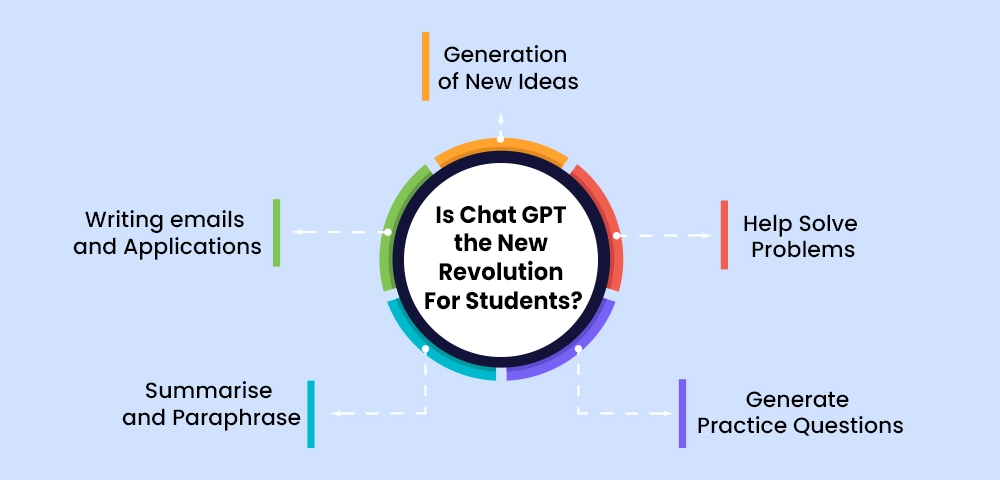 Generation
of New Ideas
Writing emails
and Applications
Is Chat GPT
the New
Revolution
For Students?
Help Solve
Problems
Summarise
and Paraphrase
Generate
Practice Questions